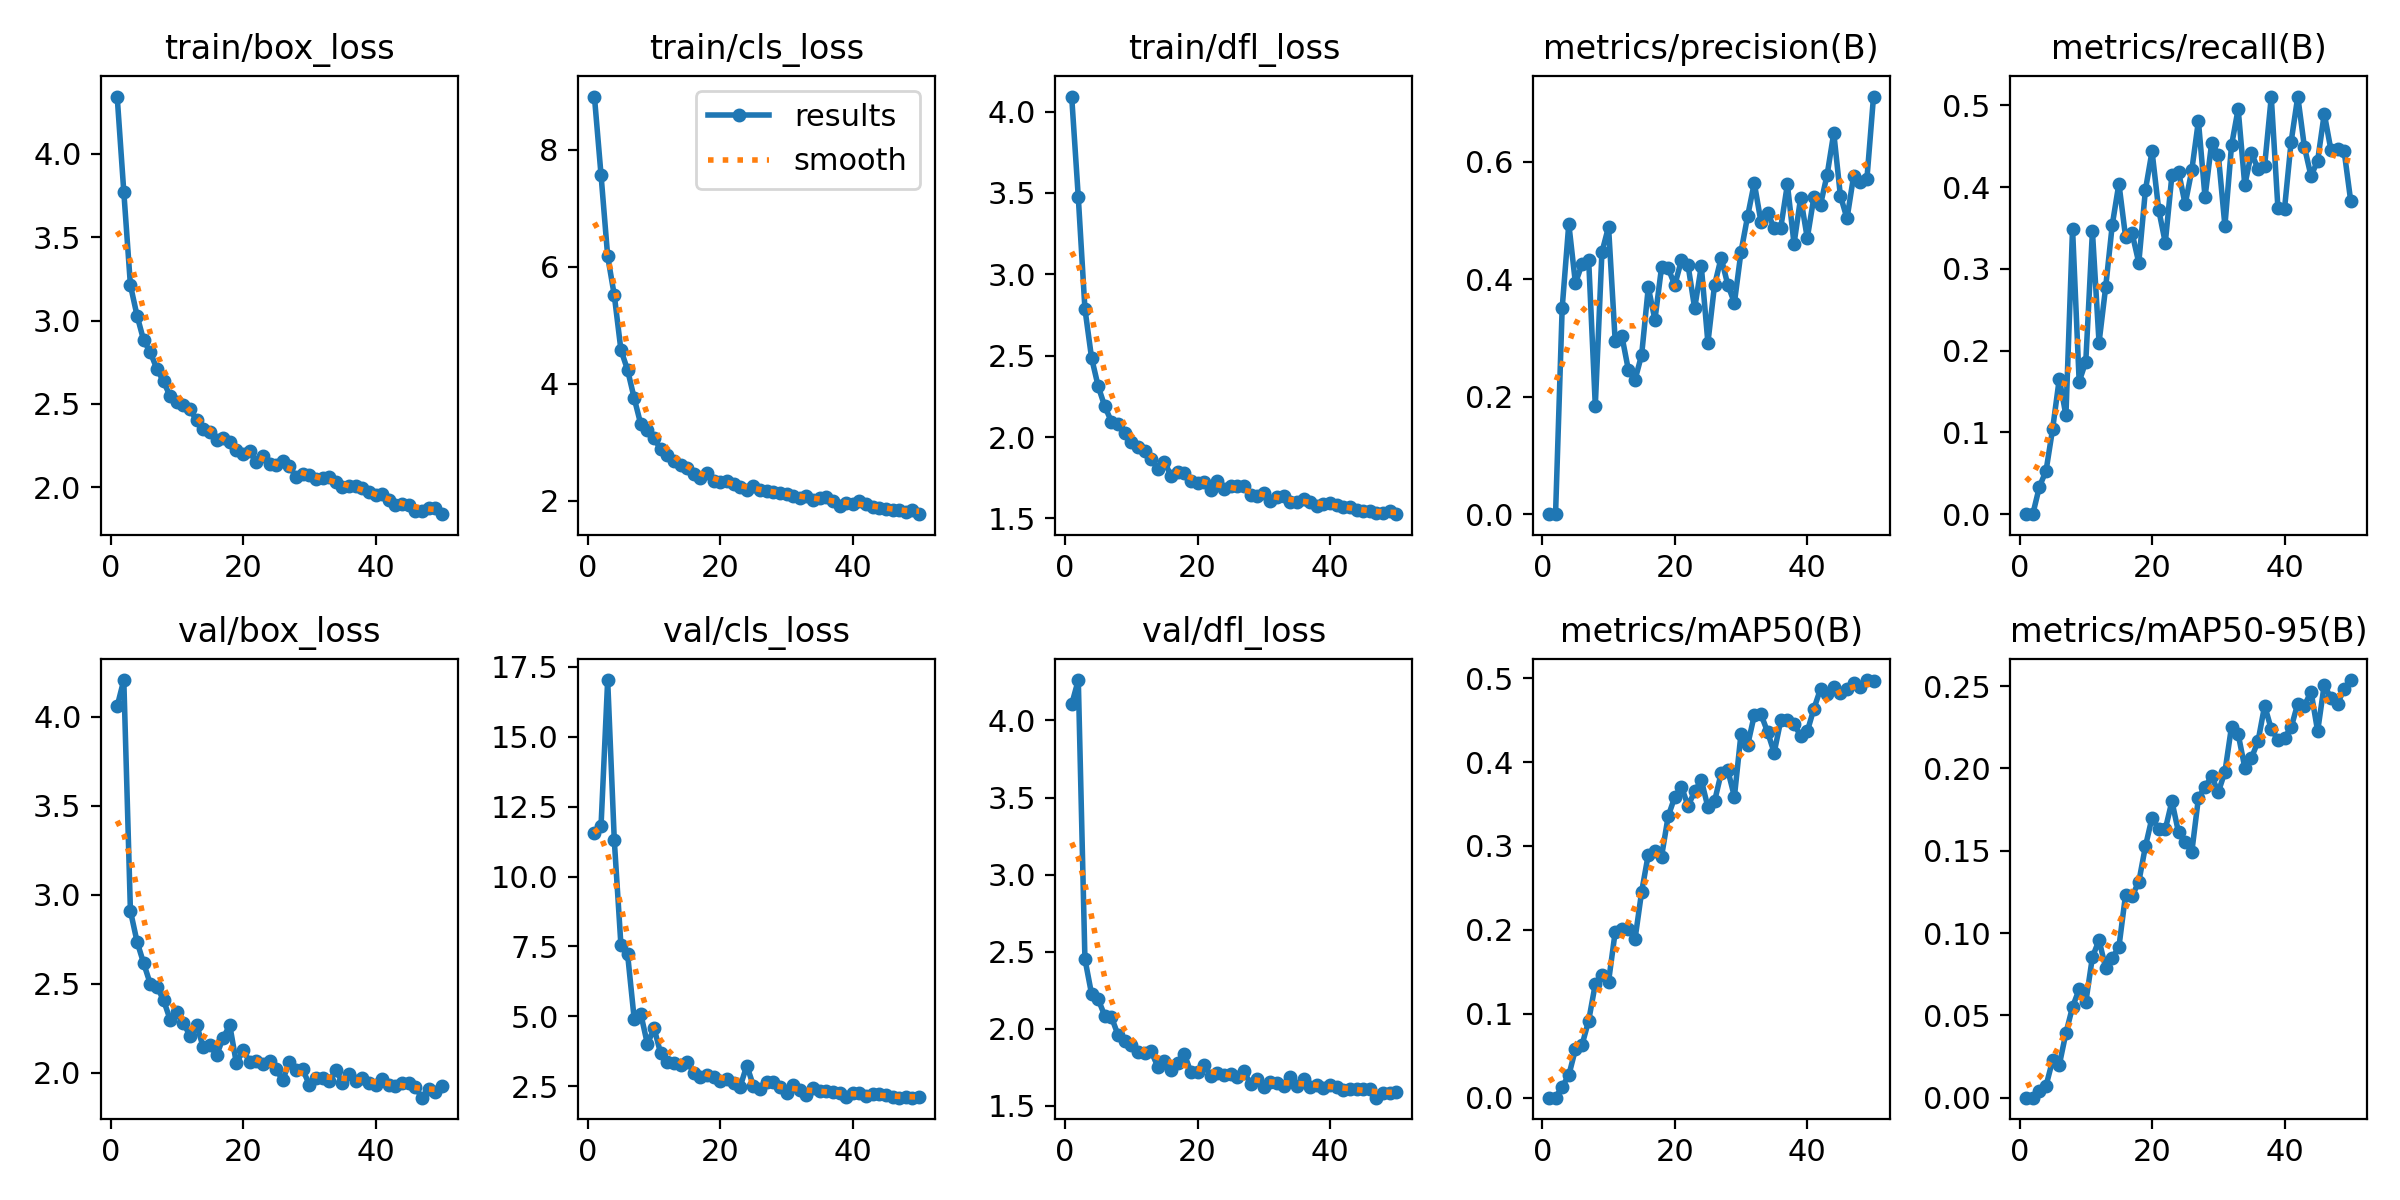 train/box_loss
4.0
3.5
3.0
2.5
2.0
0 20 40
train/cls_loss
results
smooth
8
6
4
2
0 20 40
train/dfl_loss
4.0
3.5
3.0
2.5
2.0
1.5
0 20 40
metrics/precision(B)
0.6
0.4
0.2
0.0
0 20 40
metrics/recall(B)
0.5
0.4
0.3
0.2
0.1
0.0
0 20 40
val/box_loss
4.0
3.5
3.0
2.5
2.0
0 20 40
val/cls_loss
17.5
15.0
12.5
10.0
7.5
5.0
2.5
0 20 40
val/dfl_loss
4.0
3.5
3.0
2.5
2.0
1.5
0 20 40
metrics/mAP50(B)
0.5
0.4
0.3
0.2
0.1
0.0
0 20 40
metrics/mAP50-95(B)
0.25
0.20
0.15
0.10
0.05
0.00
0 20 40